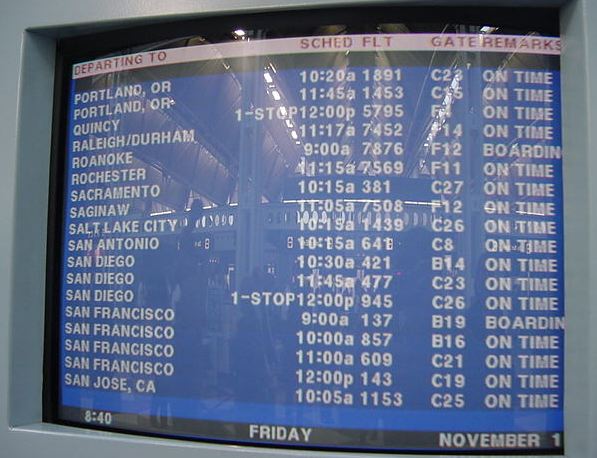 DEPARTING TO SCHED FLT GATE REMARKS
PORTLAND, OR 10:20a 1891 C23 ON TIME
PORTLAND, OR 11:45a 1453 C15 ON TIME
QUINCY 1-STOP 12:00p 5795 ON TIME
RALEIGH/DURHAM 11:17a 7452 F14 ON TIME
ROANOKE 9:00a 7876 F12 BOARDIN
ROCHESTER 11:15a 7569 F11 ON TIME
SACRAMENTO 10:15a 381 C27 ON TIME
SAGINAW 11:05a 7508 F12 ON TIME
SALT LAKE CITY 10:15a 1439 C26 ON TIME
SAN ANTONIO 10:15a 641 C8 ON TIME
SAN DIEGO 10:30a 421 B14 ON TIME
SAN DIEGO 11:45a 477 C23 ON TIME
SAN DIEGO 1-STOP 12:00p 945 C26 ON TIME
SAN FRANCISCO 9:00a 137 B19 BOARDIN
SAN FRANCISCO 10:00a 857 B16 ON TIME
SAN FRANCISCO 11:00a 609 C21 ON TIME
SAN FRANCISCO 12:00p 143 C19 ON TIME
SAN JOSE, CA 10:05a 1153 C25 ON TIME
8:40 FRIDAY NOVEMBER 1